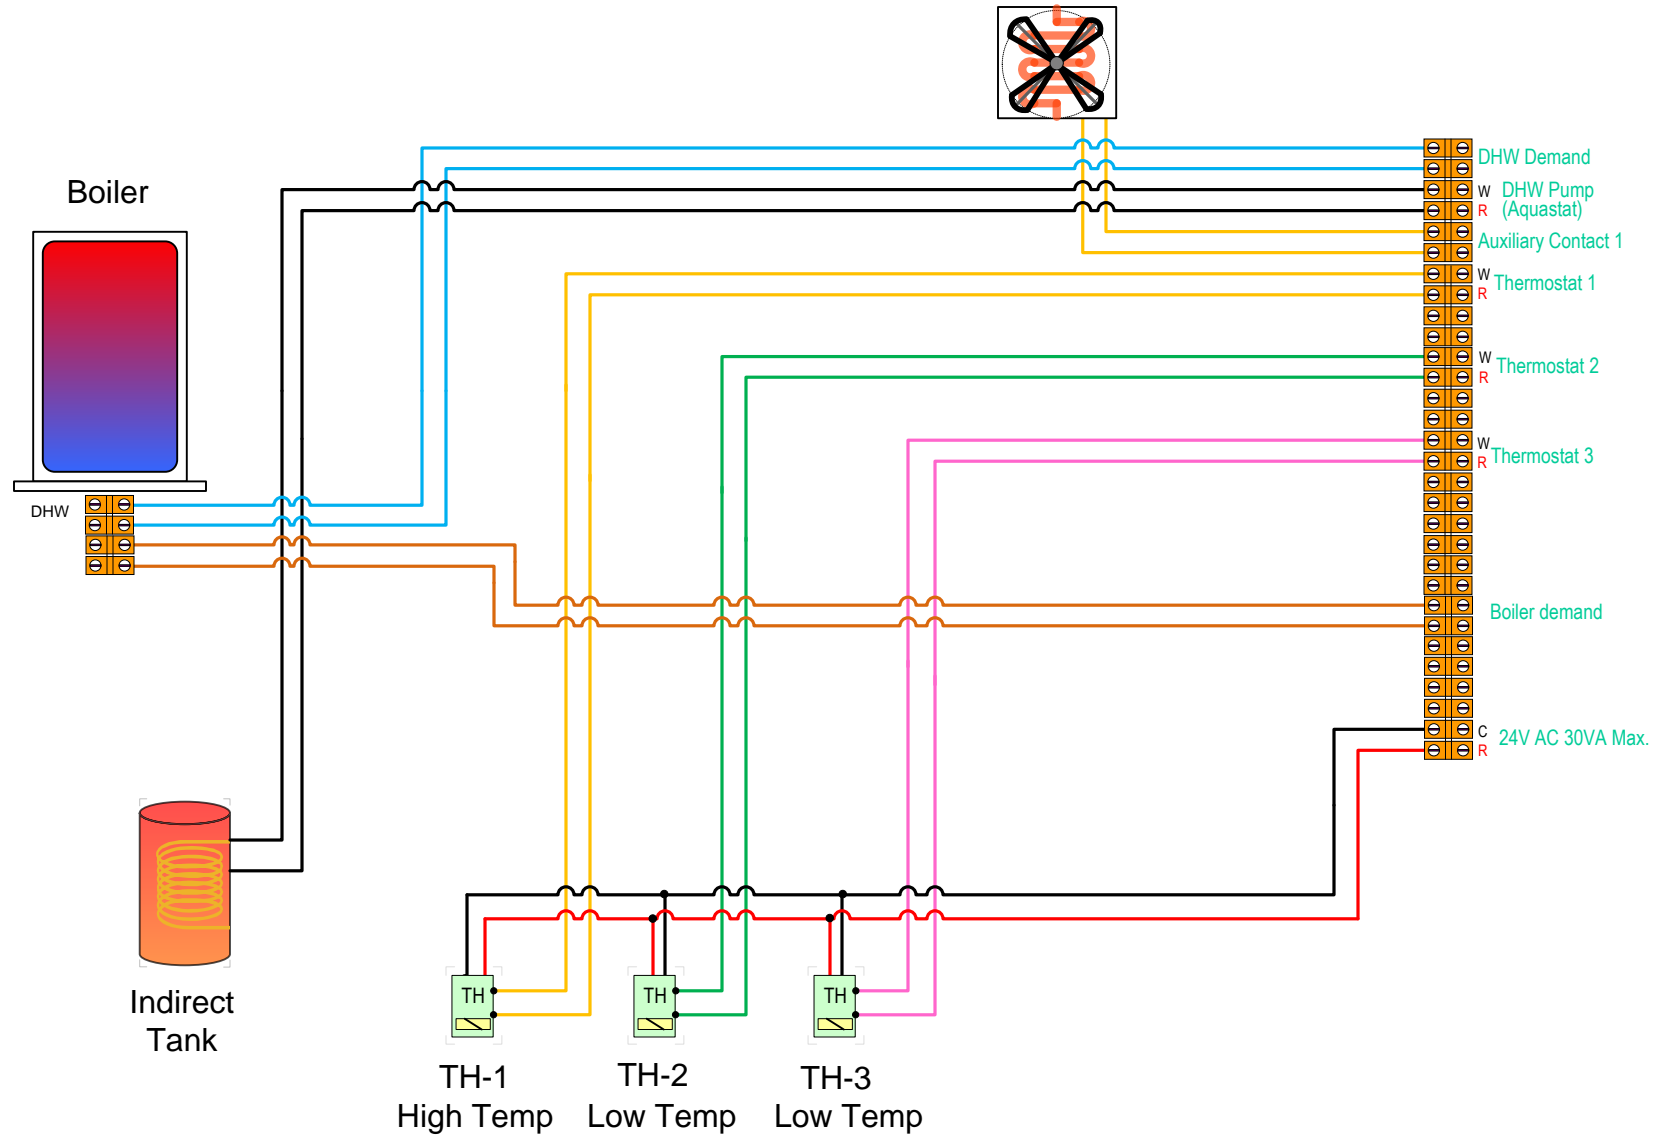 DHW Demand
Boiler
W DHW Pump
R (Aquastat)
Auxiliary Contact 1
W
Thermostat 1
R
W
Thermostat 2
R
W
Thermostat 3
R
DHW
Boiler demand
C
24V AC 30VA Max.
R
TH TH TH
Indirect
Tank
TH-1
High Temp
TH-2
Low Temp
TH-3
Low Temp